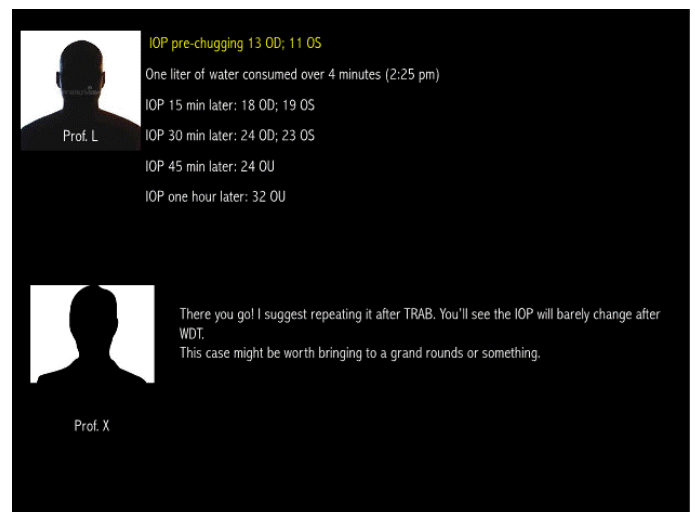 IOP pre-chugging 13 OD; 11 OS
One liter of water consumed over 4 minutes (2:25 pm)
IOP 15 min later: 18 OD; 19 OS
Prof. L
IOP 30 min later: 24 OD; 23 OS
IOP 45 min later: 24 OU
IOP one hour later: 32 OU
There you go! I suggest repeating it after TRAB. You'll see the IOP will barely change after
WDT.
This case might be worth bringing to a grand rounds or something.
Prof. X